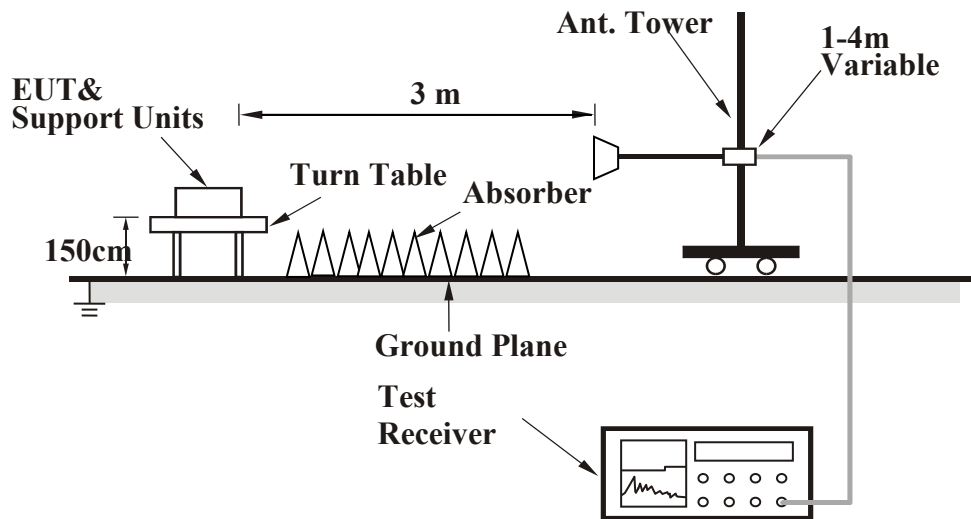 Ant. Tower
1-4m
Variable
EUT&
Support Units
3 m
Turn Table
Absorber
150cm
Ground Plane
Test
Receiver